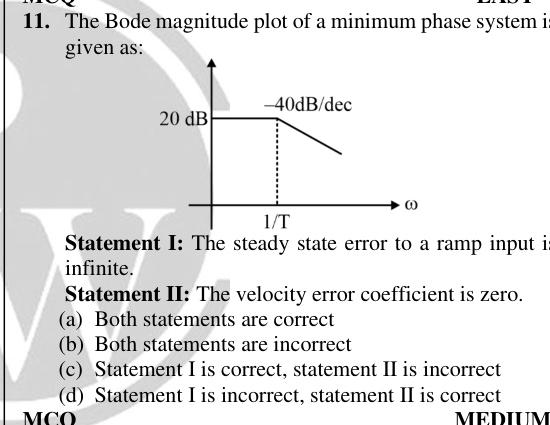 MCQ EASY
11. The Bode magnitude plot of a minimum phase system is
given as:
–40dB/dec
20 dB
ω
1/T
Statement I: The steady state error to a ramp input is
infinite.
Statement II: The velocity error coefficient is zero.
(a) Both statements are correct
(b) Both statements are incorrect
(c) Statement I is correct, statement II is incorrect
(d) Statement I is incorrect, statement II is correct
MCQ MEDIUM